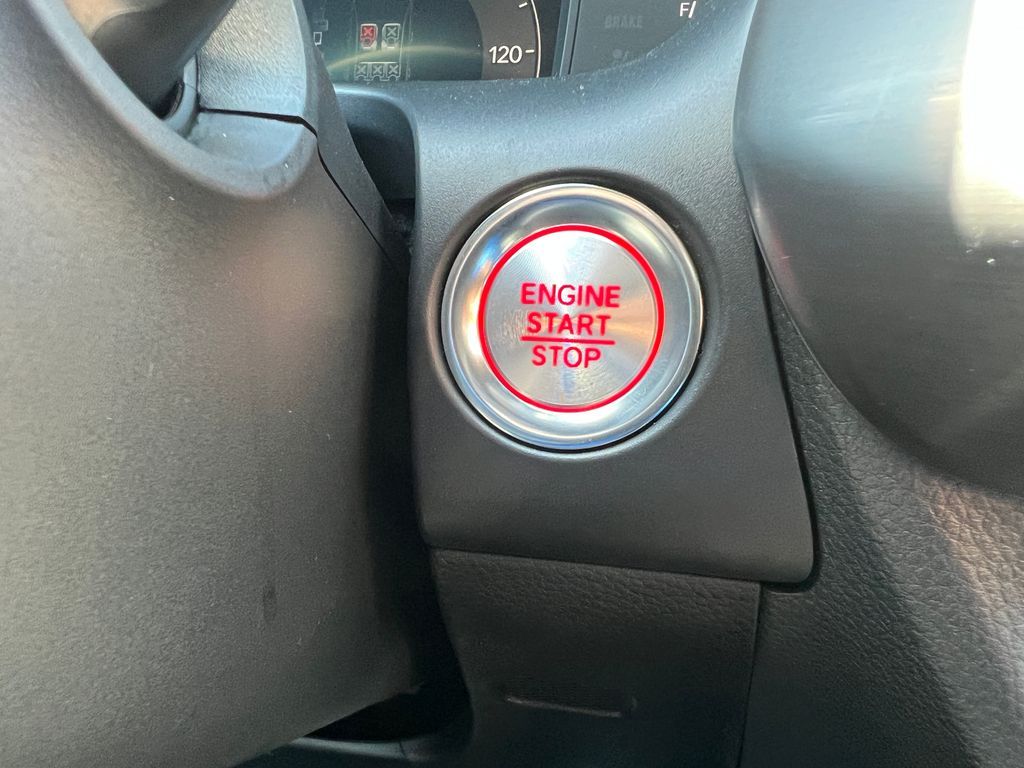 120
BRAKE
F/
ENGINE
START
STOP